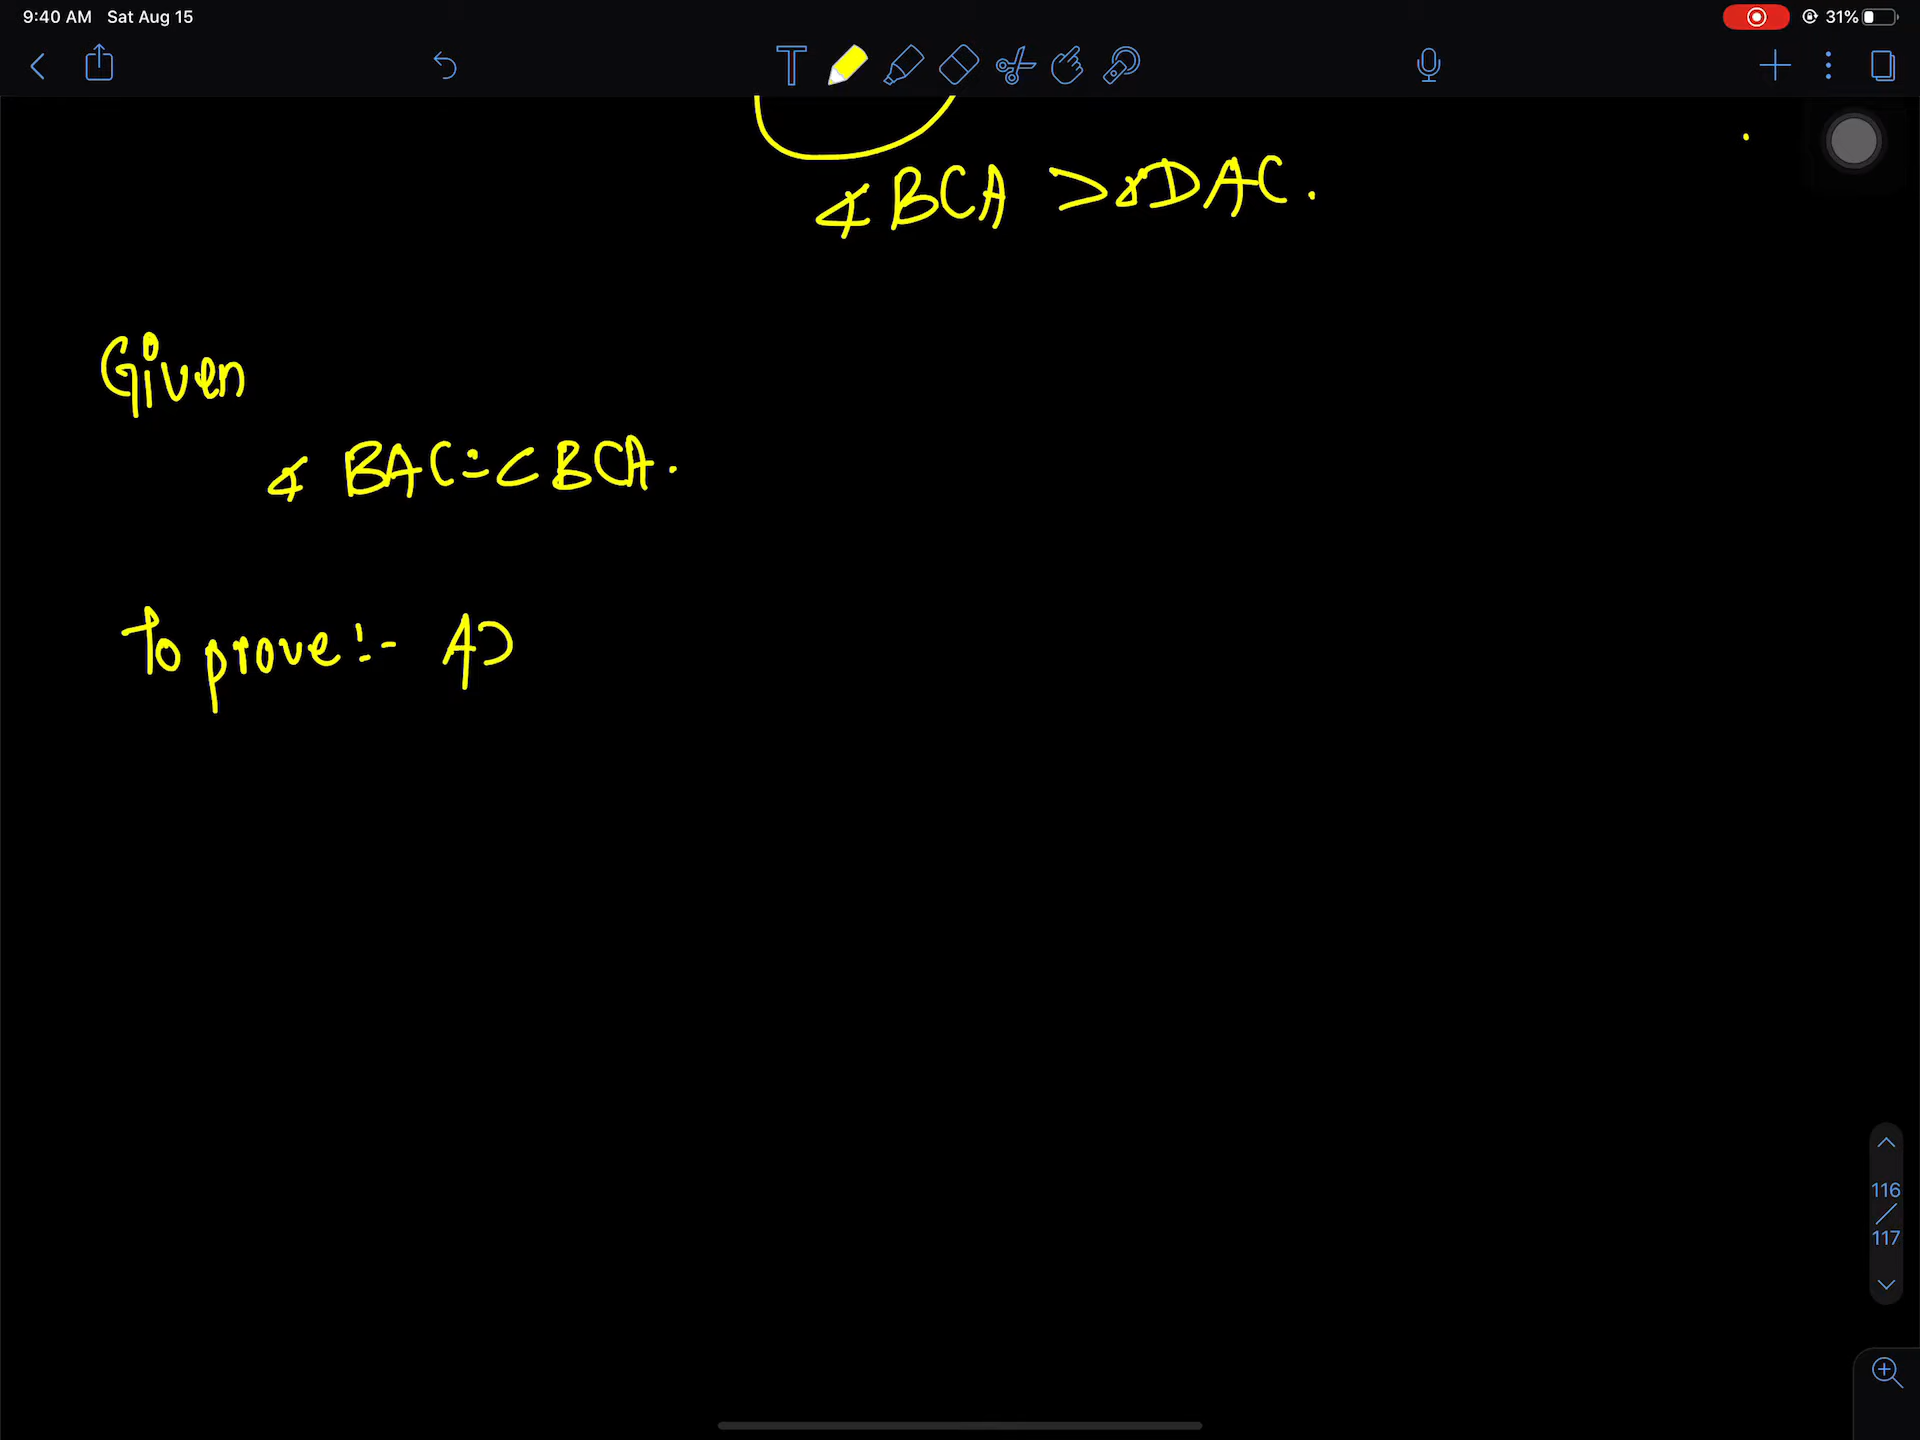 9:40 AM Sat Aug 15
31%
∢ BCA > ∢DAC.
Given
∢ BAC = < BCA.
To prove :- AD
116
/
117